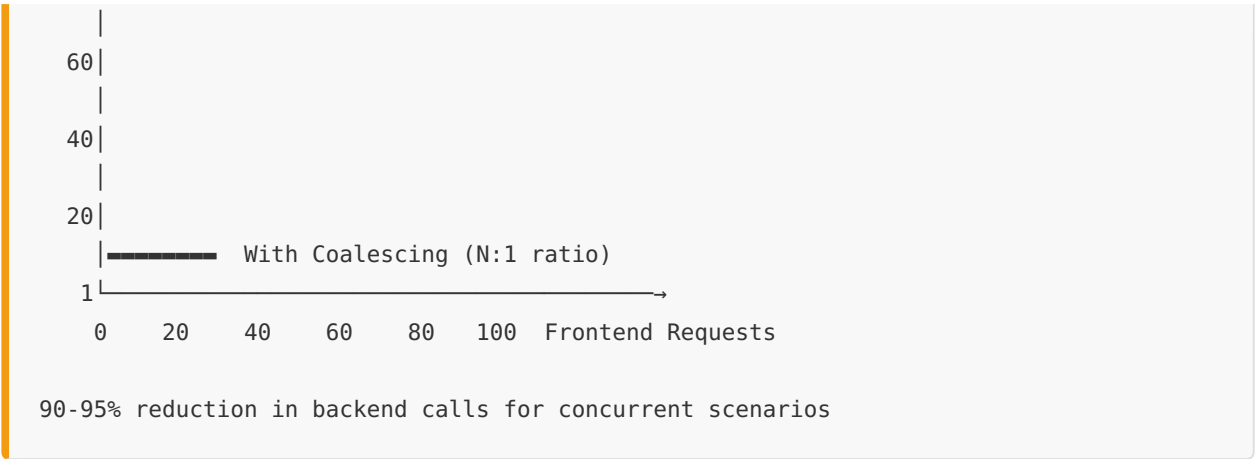 │
     60│
       │
     40│
       │
     20│
       │▬▬▬▬▬▬▬▬  With Coalescing (N:1 ratio)
      1└────────────────────────────────────────→
       0    20    40    60    80   100  Frontend Requests

   90-95% reduction in backend calls for concurrent scenarios